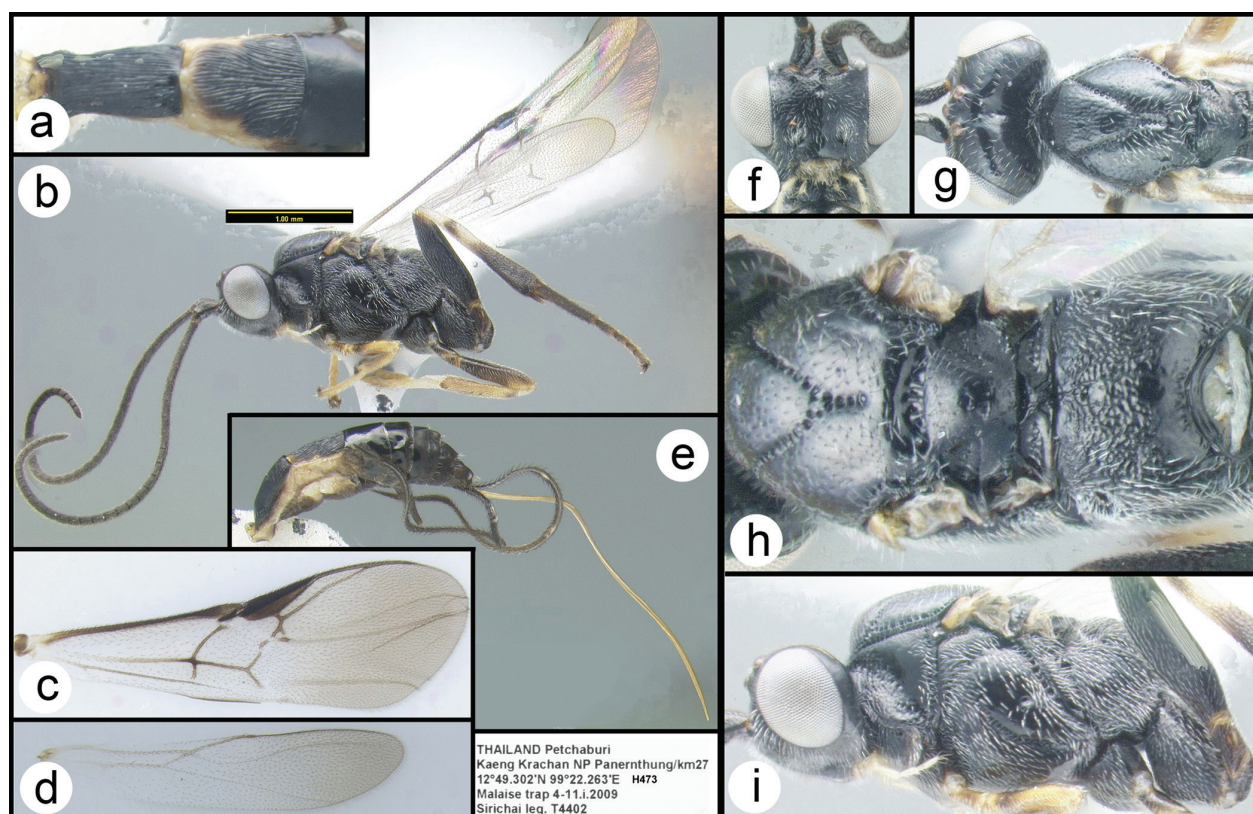 a
b
1.00 mm
c
d
e
THAILAND Petchaburi
Kaeng Krachan NP Panernthung/km27
12°49.302'N 99°22.263'E H473
Malaise trap 4-11.i.2009
Sirichai leg. T4402
f
g
h
i